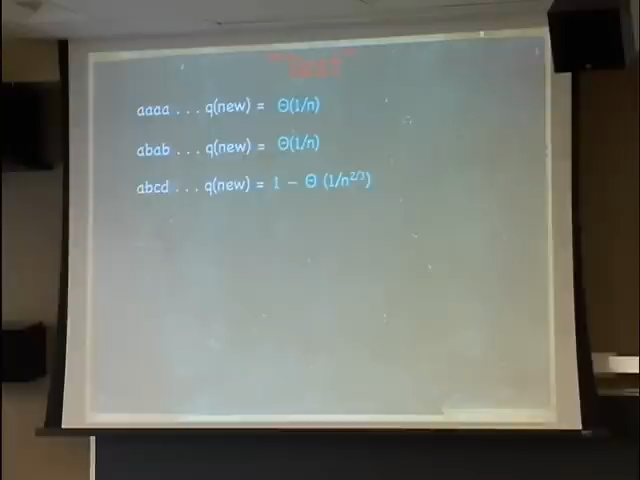 aaaa . . . q(new) = Θ(1/n)
abab . . . q(new) = Θ(1/n)
abcd . . . q(new) = 1 − Θ (1/n^2/3)